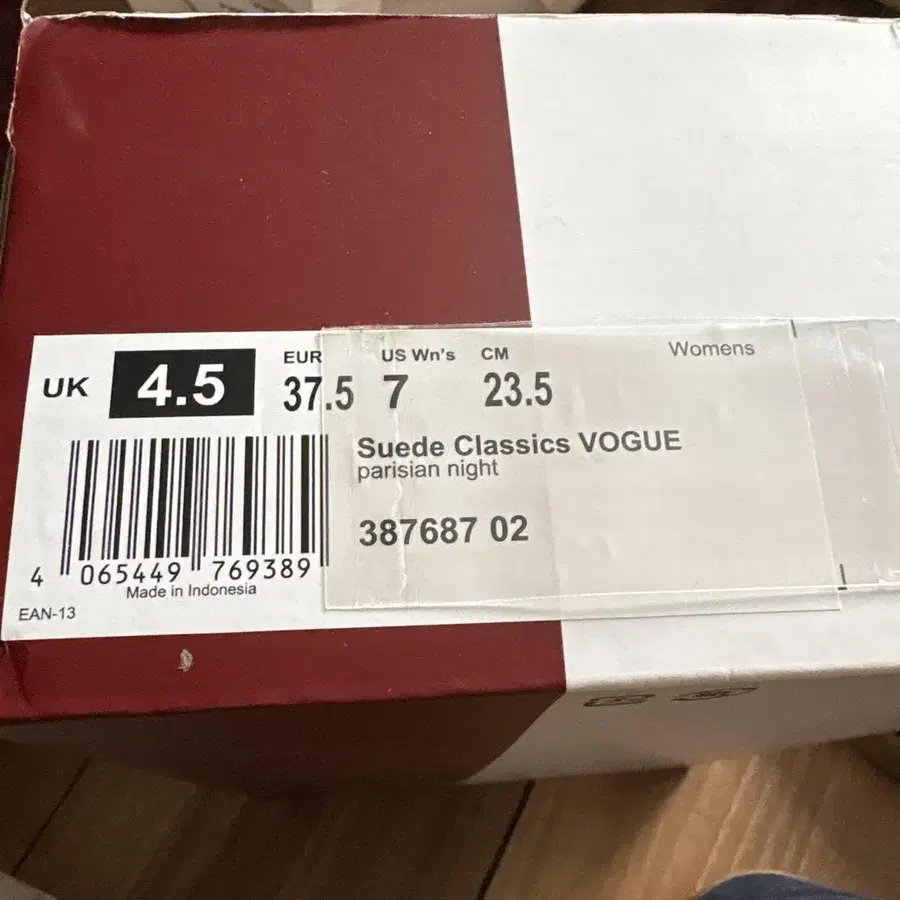 UK 4.5 EUR 37.5 US Wn's 7 CM 23.5 Womens
Suede Classics VOGUE
parisian night
387687 02
4 065449 769389
Made in Indonesia
EAN-13